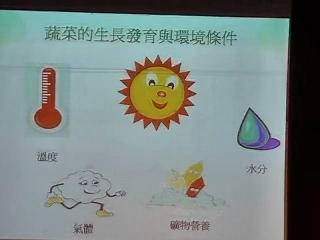 蔬菜的生長發育與環境條件
溫度
水分
氣體
礦物營養